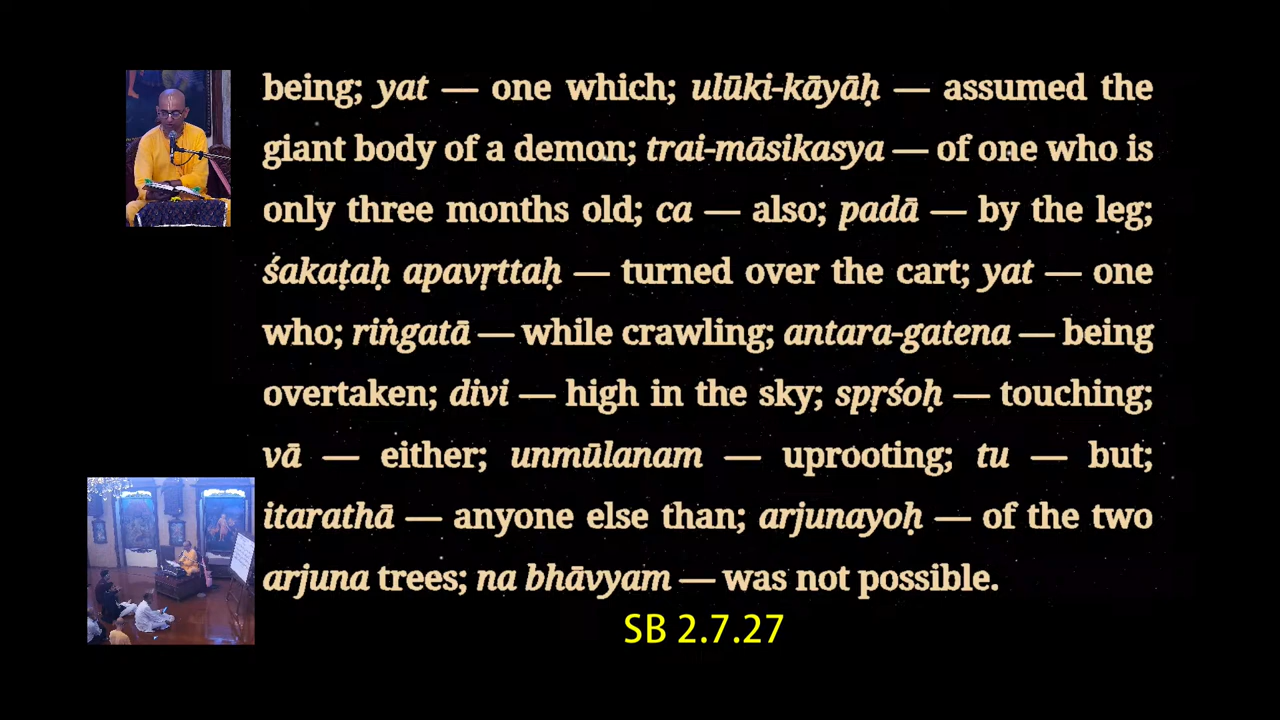 being; yat — one which; ulūki-kāyāḥ — assumed the
giant body of a demon; trai-māsikasya — of one who is
only three months old; ca — also; padā — by the leg;
śakaṭaḥ apavṛttaḥ — turned over the cart; yat — one
who; riṅgatā — while crawling; antara-gatena — being
overtaken; divi — high in the sky; spṛśoḥ — touching;
vā — either; unmūlanam — uprooting; tu — but;
itarathā — anyone else than; arjunayoḥ — of the two
arjuna trees; na bhāvyam — was not possible.
SB 2.7.27